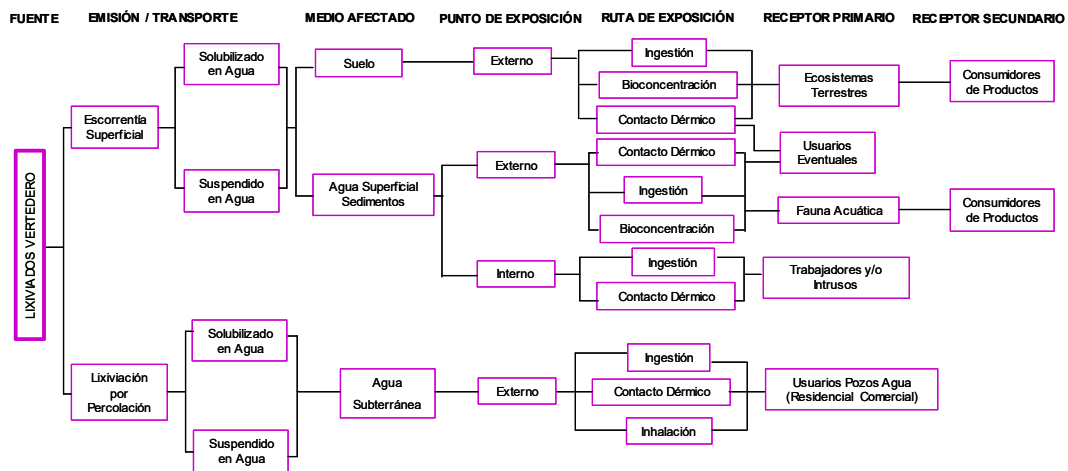 FUENTE
EMISIÓN / TRANSPORTE
MEDIO AFECTADO
PUNTO DE EXPOSICIÓN
RUTA DE EXPOSICIÓN
RECEPTOR PRIMARIO
RECEPTOR SECUNDARIO
LIXIVIADOS VERTEDERO
Escorrentía
Superficial
Solubilizado
en Agua
Suspendido
en Agua
Suelo
Externo
Ingestión
Bioconcentración
Contacto Dérmico
Ecosistemas
Terrestres
Consumidores
de Productos
Usuarios
Eventuales
Agua Superficial
Sedimentos
Externo
Contacto Dérmico
Ingestión
Bioconcentración
Fauna Acuática
Consumidores
de Productos
Interno
Ingestión
Contacto Dérmico
Trabajadores y/o
Intrusos
Lixiviación
por
Percolación
Solubilizado
en Agua
Suspendido
en Agua
Agua
Subterránea
Externo
Ingestión
Contacto Dérmico
Inhalación
Usuarios Pozos Agua
(Residencial Comercial)